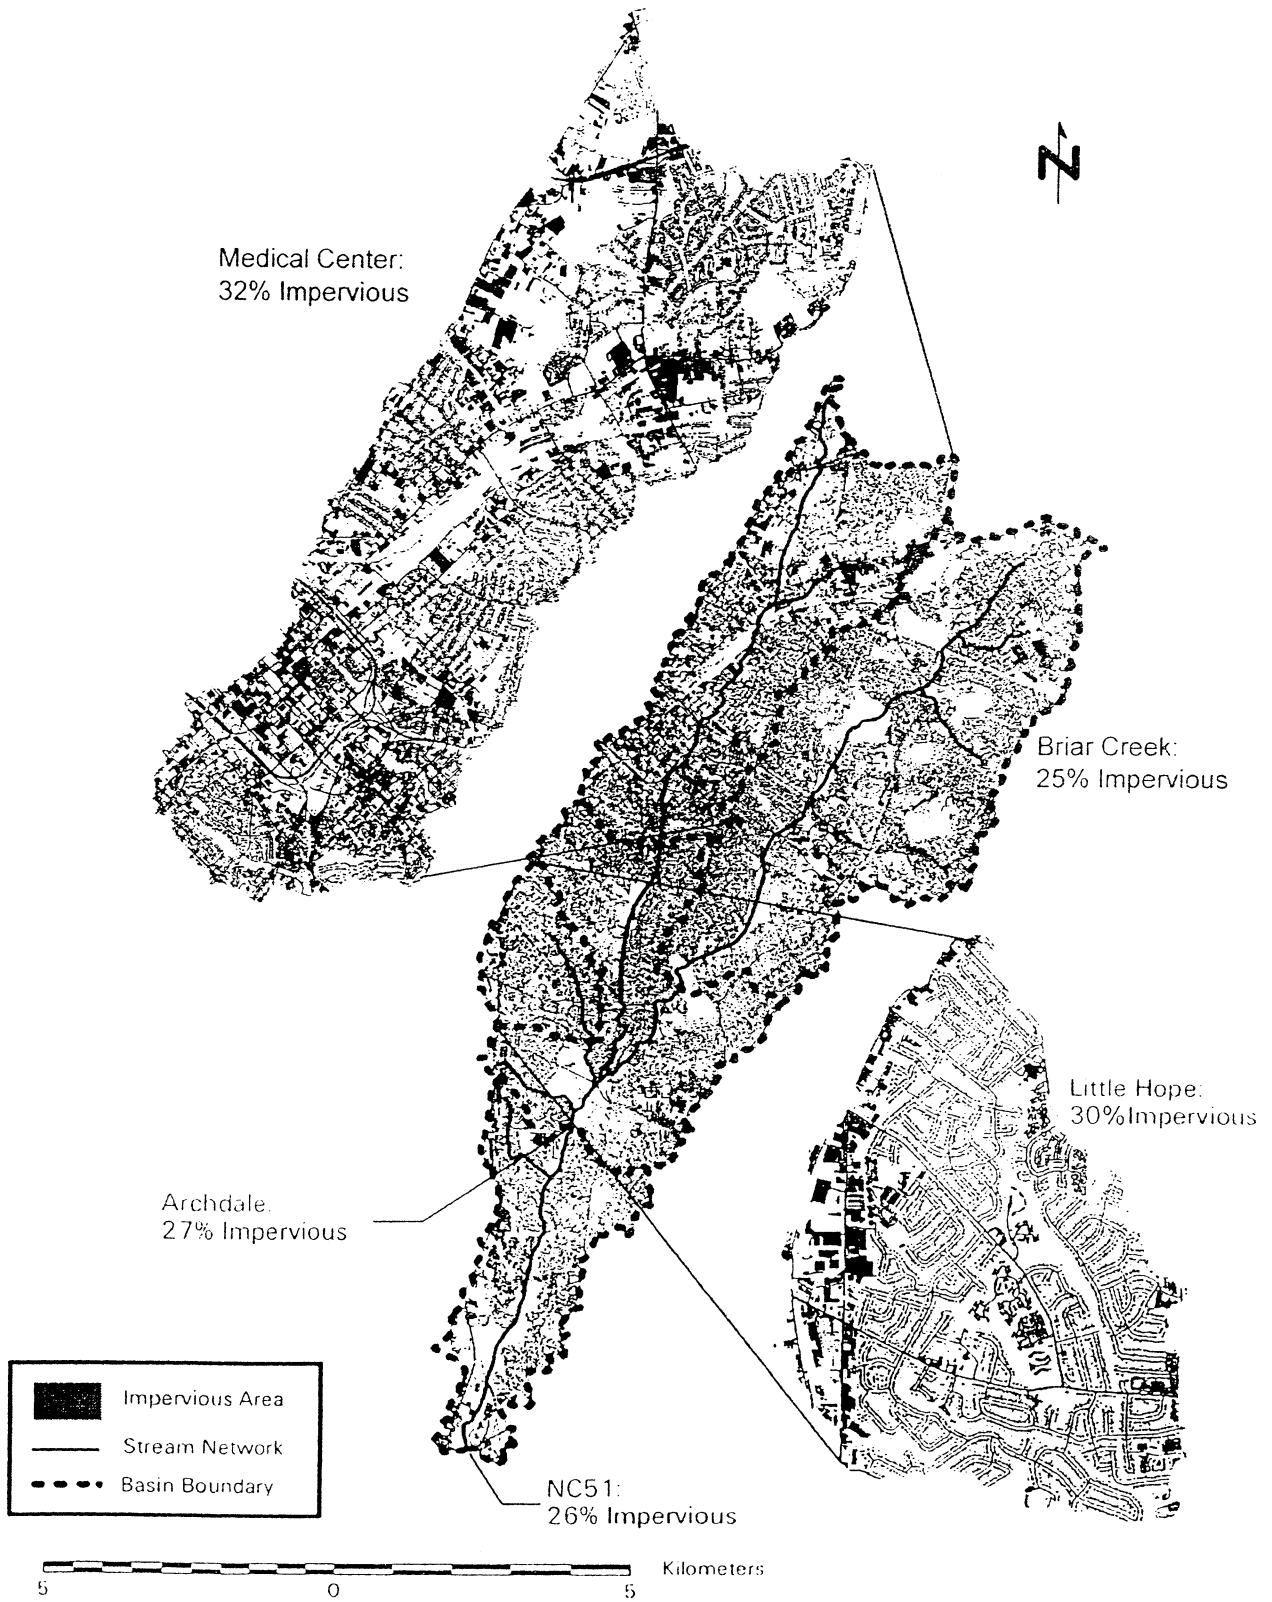 N
Medical Center:
32% Impervious
Briar Creek:
25% Impervious
Little Hope:
30%Impervious
Archdale:
27% Impervious
Impervious Area
Stream Network
Basin Boundary
NC51:
26% Impervious
5 0 5 Kilometers